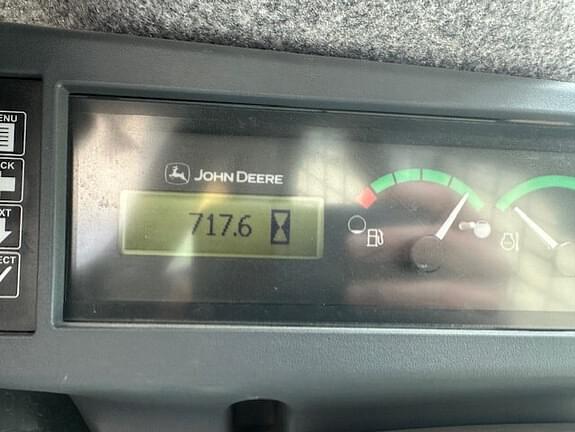 ENU
CK
XT
ECT
JOHN DEERE
717.6